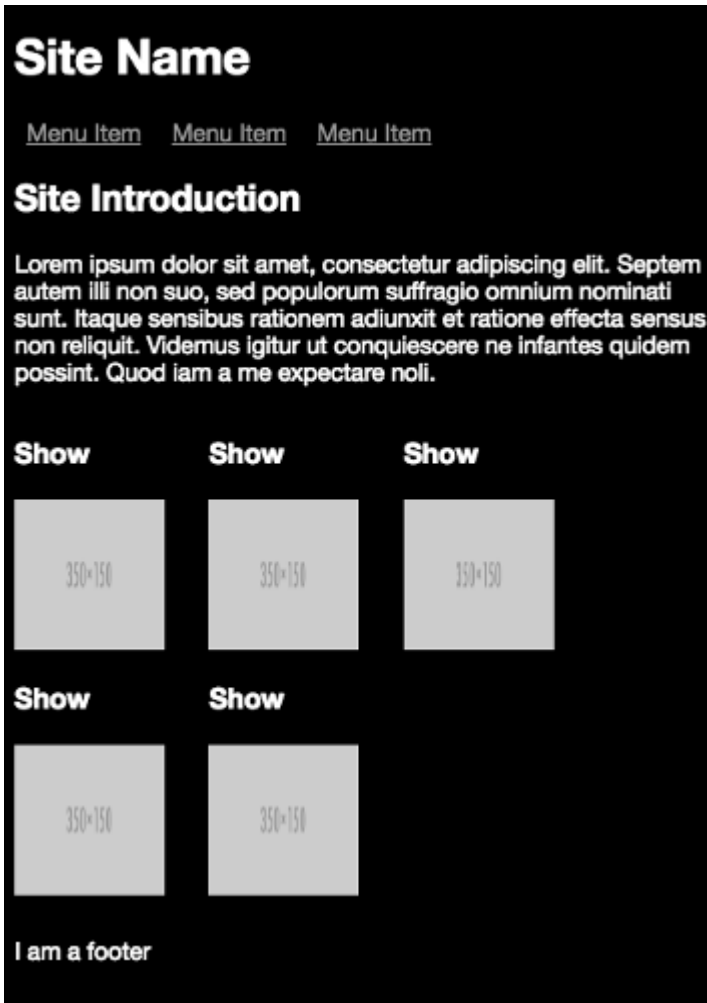 Site Name
Menu Item Menu Item Menu Item
Site Introduction
Lorem ipsum dolor sit amet, consectetur adipiscing elit. Septem
autem illi non suo, sed populorum suffragio omnium nominati
sunt. Itaque sensibus rationem adiunxit et ratione effecta sensus
non reliquit. Videmus igitur ut conquiescere ne infantes quidem
possint. Quod iam a me expectare noli.
Show Show Show
350×150 350×150 350×150
Show Show
350×150 350×150
I am a footer